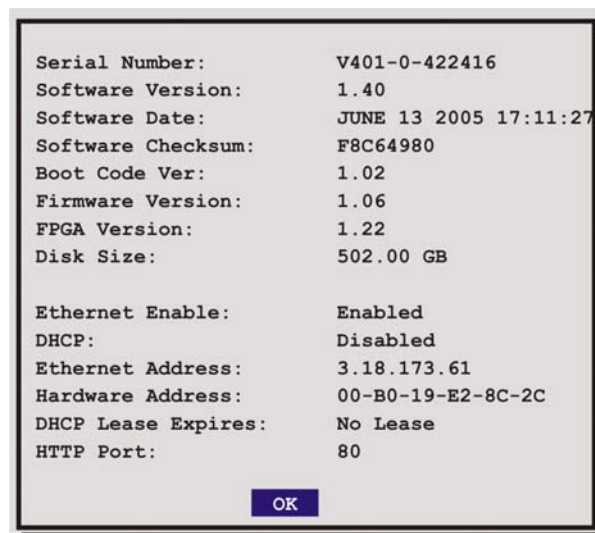 Serial Number: V401-0-422416
Software Version: 1.40
Software Date: JUNE 13 2005 17:11:27
Software Checksum: F8C64980
Boot Code Ver: 1.02
Firmware Version: 1.06
FPGA Version: 1.22
Disk Size: 502.00 GB
Ethernet Enable: Enabled
DHCP: Disabled
Ethernet Address: 3.18.173.61
Hardware Address: 00-B0-19-E2-8C-2C
DHCP Lease Expires: No Lease
HTTP Port: 80
OK